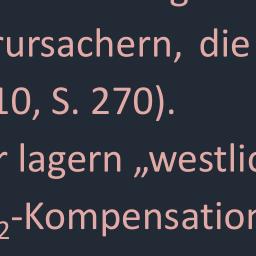 rursachern, die
10, S. 270).
r lagern „westlic
₂-Kompensation